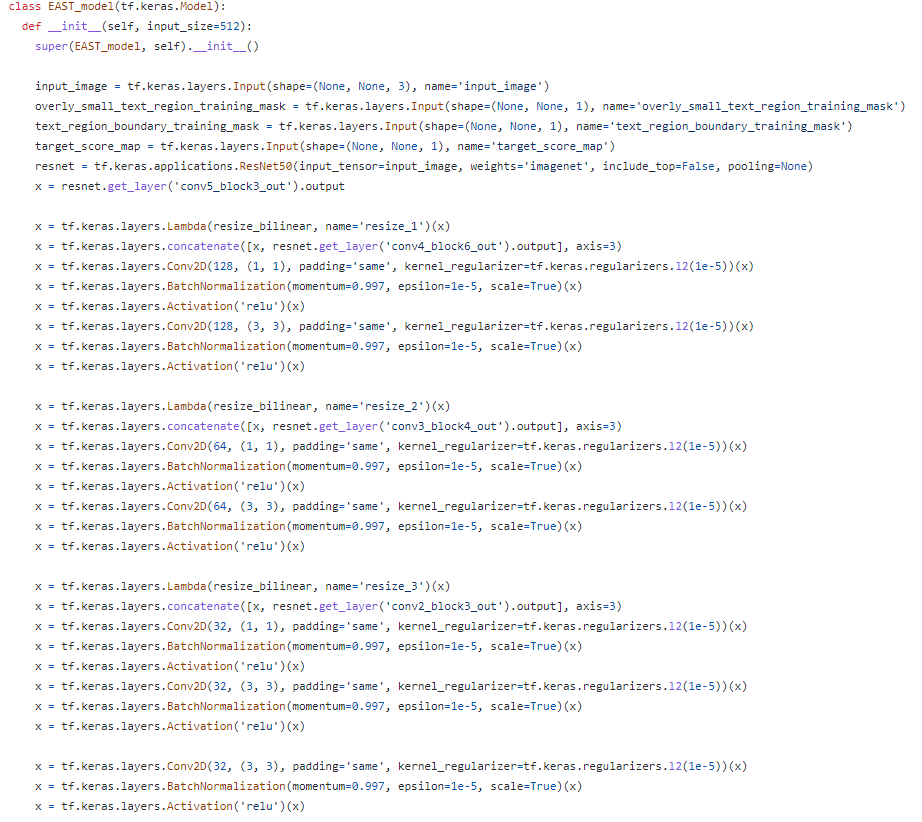 class EAST_model(tf.keras.Model):
  def __init__(self, input_size=512):
    super(EAST_model, self).__init__()

    input_image = tf.keras.layers.Input(shape=(None, None, 3), name='input_image')
    overly_small_text_region_training_mask = tf.keras.layers.Input(shape=(None, None, 1), name='overly_small_text_region_training_mask')
    text_region_boundary_training_mask = tf.keras.layers.Input(shape=(None, None, 1), name='text_region_boundary_training_mask')
    target_score_map = tf.keras.layers.Input(shape=(None, None, 1), name='target_score_map')
    resnet = tf.keras.applications.ResNet50(input_tensor=input_image, weights='imagenet', include_top=False, pooling=None)
    x = resnet.get_layer('conv5_block3_out').output

    x = tf.keras.layers.Lambda(resize_bilinear, name='resize_1')(x)
    x = tf.keras.layers.concatenate([x, resnet.get_layer('conv4_block6_out').output], axis=3)
    x = tf.keras.layers.Conv2D(128, (1, 1), padding='same', kernel_regularizer=tf.keras.regularizers.l2(1e-5))(x)
    x = tf.keras.layers.BatchNormalization(momentum=0.997, epsilon=1e-5, scale=True)(x)
    x = tf.keras.layers.Activation('relu')(x)
    x = tf.keras.layers.Conv2D(128, (3, 3), padding='same', kernel_regularizer=tf.keras.regularizers.l2(1e-5))(x)
    x = tf.keras.layers.BatchNormalization(momentum=0.997, epsilon=1e-5, scale=True)(x)
    x = tf.keras.layers.Activation('relu')(x)

    x = tf.keras.layers.Lambda(resize_bilinear, name='resize_2')(x)
    x = tf.keras.layers.concatenate([x, resnet.get_layer('conv3_block4_out').output], axis=3)
    x = tf.keras.layers.Conv2D(64, (1, 1), padding='same', kernel_regularizer=tf.keras.regularizers.l2(1e-5))(x)
    x = tf.keras.layers.BatchNormalization(momentum=0.997, epsilon=1e-5, scale=True)(x)
    x = tf.keras.layers.Activation('relu')(x)
    x = tf.keras.layers.Conv2D(64, (3, 3), padding='same', kernel_regularizer=tf.keras.regularizers.l2(1e-5))(x)
    x = tf.keras.layers.BatchNormalization(momentum=0.997, epsilon=1e-5, scale=True)(x)
    x = tf.keras.layers.Activation('relu')(x)

    x = tf.keras.layers.Lambda(resize_bilinear, name='resize_3')(x)
    x = tf.keras.layers.concatenate([x, resnet.get_layer('conv2_block3_out').output], axis=3)
    x = tf.keras.layers.Conv2D(32, (1, 1), padding='same', kernel_regularizer=tf.keras.regularizers.l2(1e-5))(x)
    x = tf.keras.layers.BatchNormalization(momentum=0.997, epsilon=1e-5, scale=True)(x)
    x = tf.keras.layers.Activation('relu')(x)
    x = tf.keras.layers.Conv2D(32, (3, 3), padding='same', kernel_regularizer=tf.keras.regularizers.l2(1e-5))(x)
    x = tf.keras.layers.BatchNormalization(momentum=0.997, epsilon=1e-5, scale=True)(x)
    x = tf.keras.layers.Activation('relu')(x)

    x = tf.keras.layers.Conv2D(32, (3, 3), padding='same', kernel_regularizer=tf.keras.regularizers.l2(1e-5))(x)
    x = tf.keras.layers.BatchNormalization(momentum=0.997, epsilon=1e-5, scale=True)(x)
    x = tf.keras.layers.Activation('relu')(x)